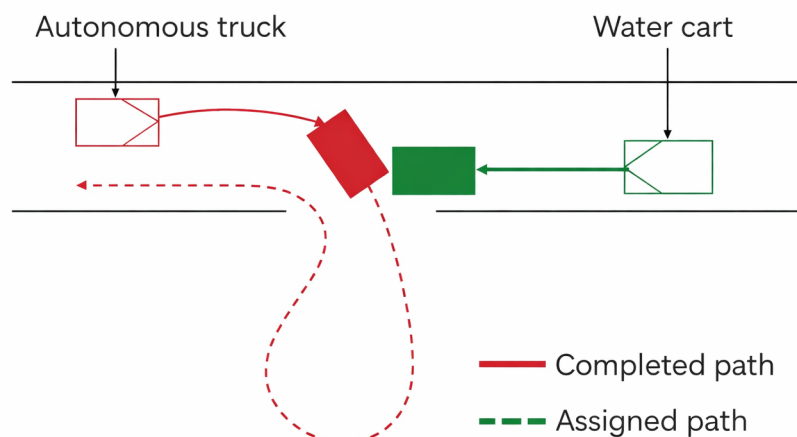 Autonomous truck
Water cart
Completed path
Assigned path